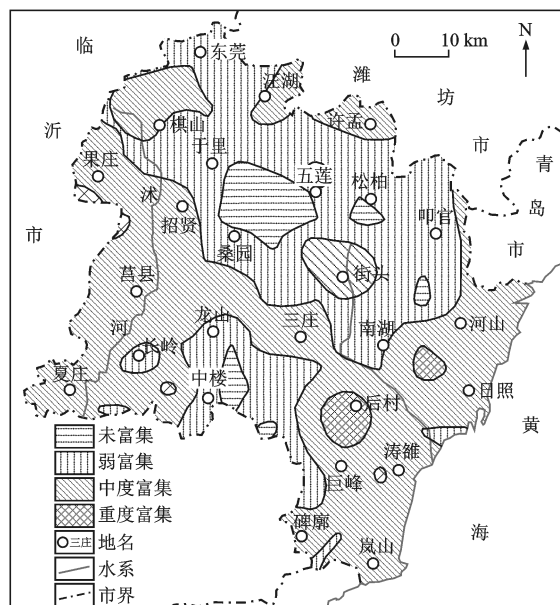 临
沂
市
潍
坊
市
青
岛
市
黄
海
0 10 km
N
东莞
汪湖
许孟
棋山
于里
果庄
五莲
松柏
沭
招贤
叩官
桑园
街头
莒县
河
龙山
三庄
南湖
河山
长岭
夏庄
中楼
日照
后村
涛雒
巨峰
碑廓
岚山
未富集
弱富集
中度富集
重度富集
三庄 地名
水系
市界